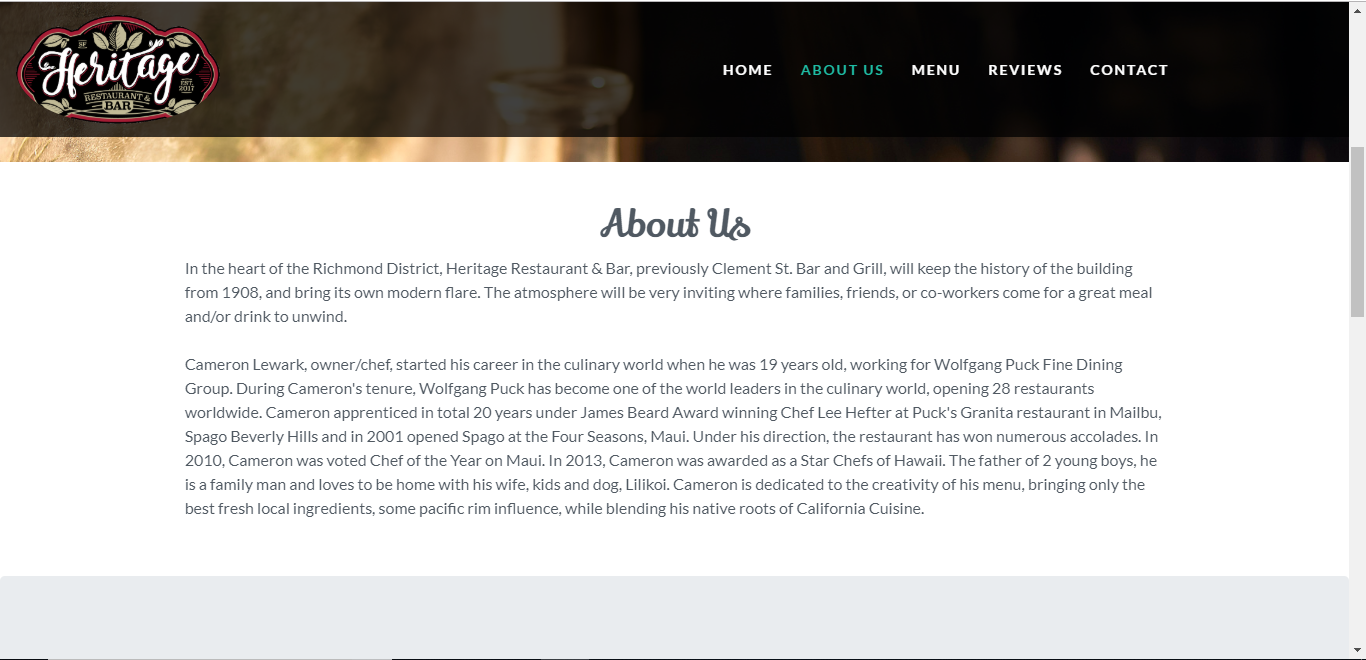 SF
Heritage
EST.
2017
RESTAURANT &
BAR
HOME ABOUT US MENU REVIEWS CONTACT
About Us
In the heart of the Richmond District, Heritage Restaurant & Bar, previously Clement St. Bar and Grill, will keep the history of the building
from 1908, and bring its own modern flare. The atmosphere will be very inviting where families, friends, or co-workers come for a great meal
and/or drink to unwind.
Cameron Lewark, owner/chef, started his career in the culinary world when he was 19 years old, working for Wolfgang Puck Fine Dining
Group. During Cameron's tenure, Wolfgang Puck has become one of the world leaders in the culinary world, opening 28 restaurants
worldwide. Cameron apprenticed in total 20 years under James Beard Award winning Chef Lee Hefter at Puck's Granita restaurant in Mailbu,
Spago Beverly Hills and in 2001 opened Spago at the Four Seasons, Maui. Under his direction, the restaurant has won numerous accolades. In
2010, Cameron was voted Chef of the Year on Maui. In 2013, Cameron was awarded as a Star Chefs of Hawaii. The father of 2 young boys, he
is a family man and loves to be home with his wife, kids and dog, Lilikoi. Cameron is dedicated to the creativity of his menu, bringing only the
best fresh local ingredients, some pacific rim influence, while blending his native roots of California Cuisine.